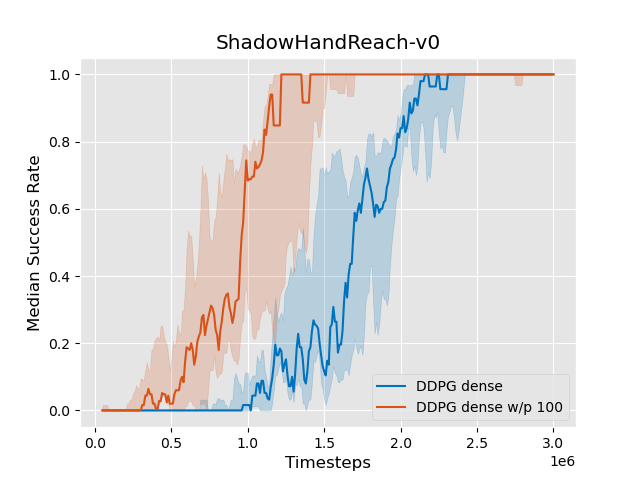 ShadowHandReach-v0
Median Success Rate
1.0
0.8
0.6
0.4
0.2
0.0
DDPG dense
DDPG dense w/p 100
0.0 0.5 1.0 1.5 2.0 2.5 3.0
Timesteps
1e6